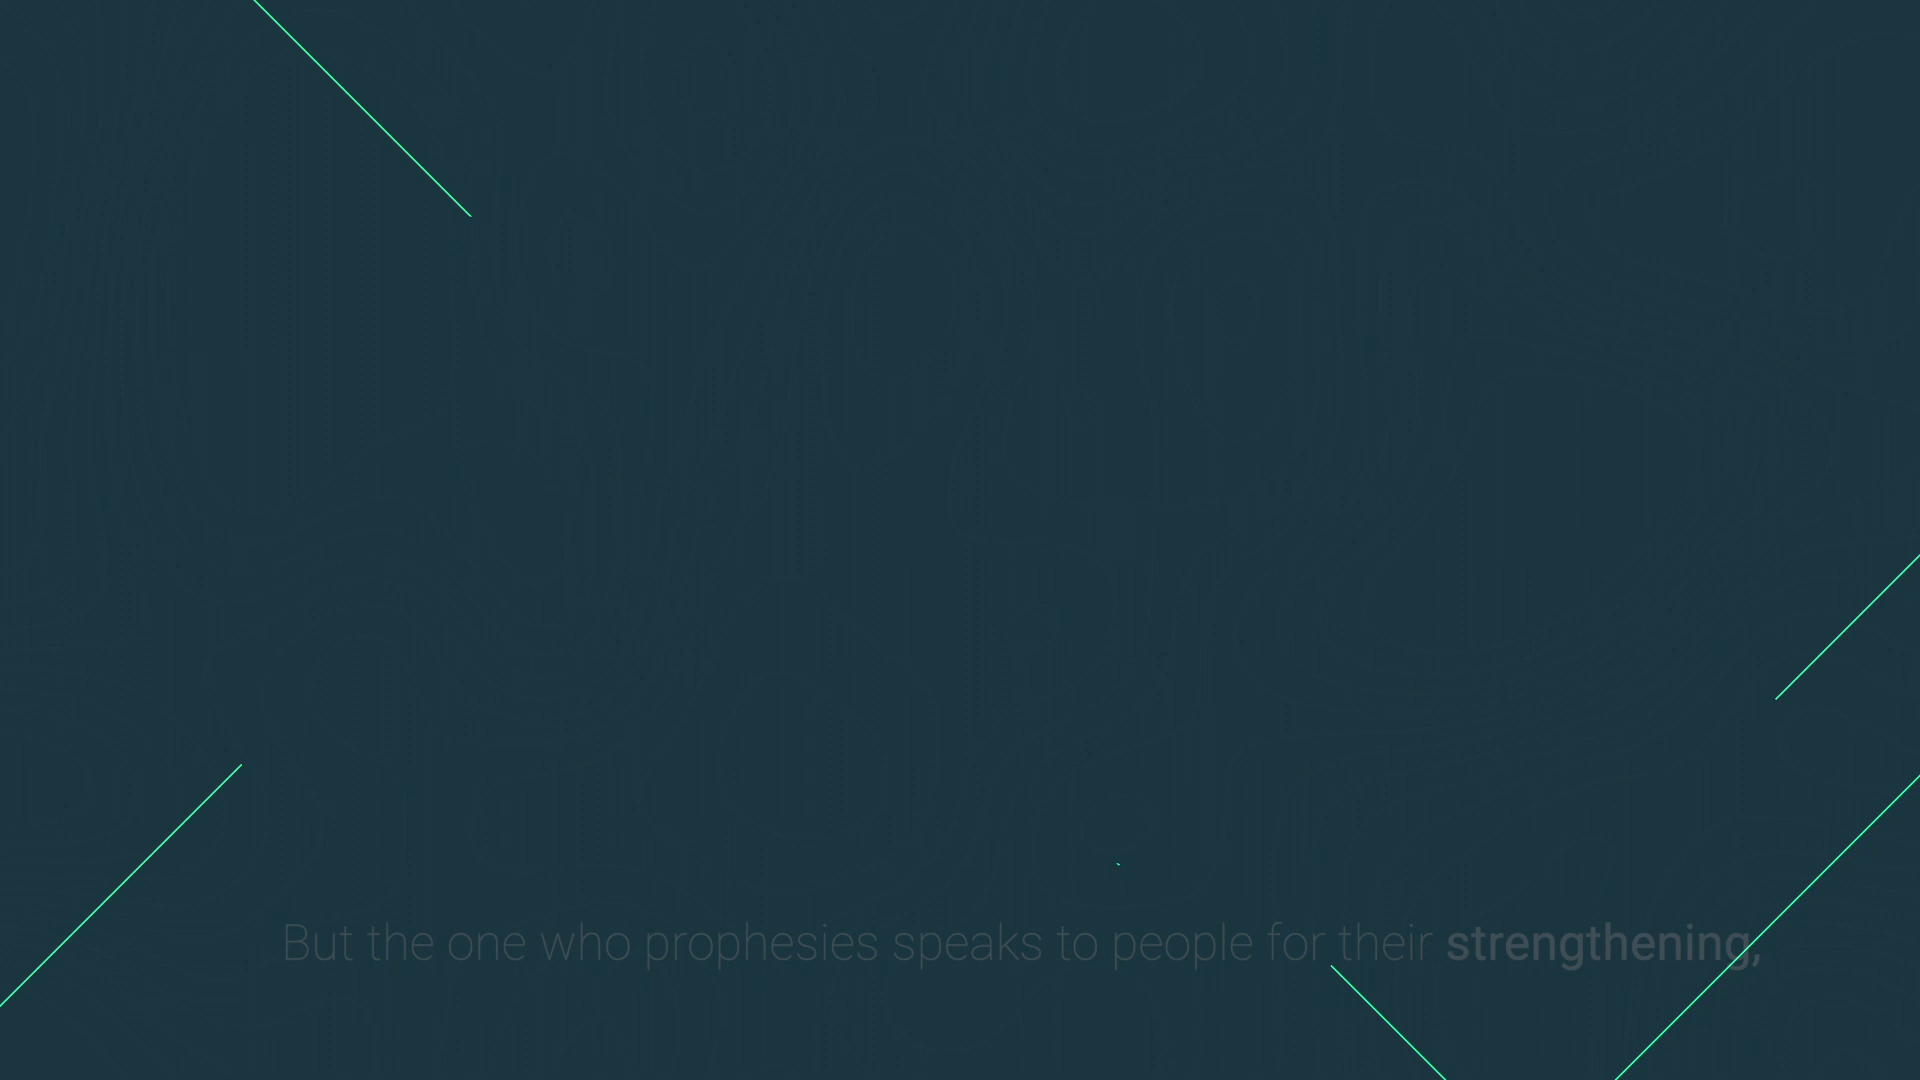 But the one who prophesies speaks to people for their strengthening,